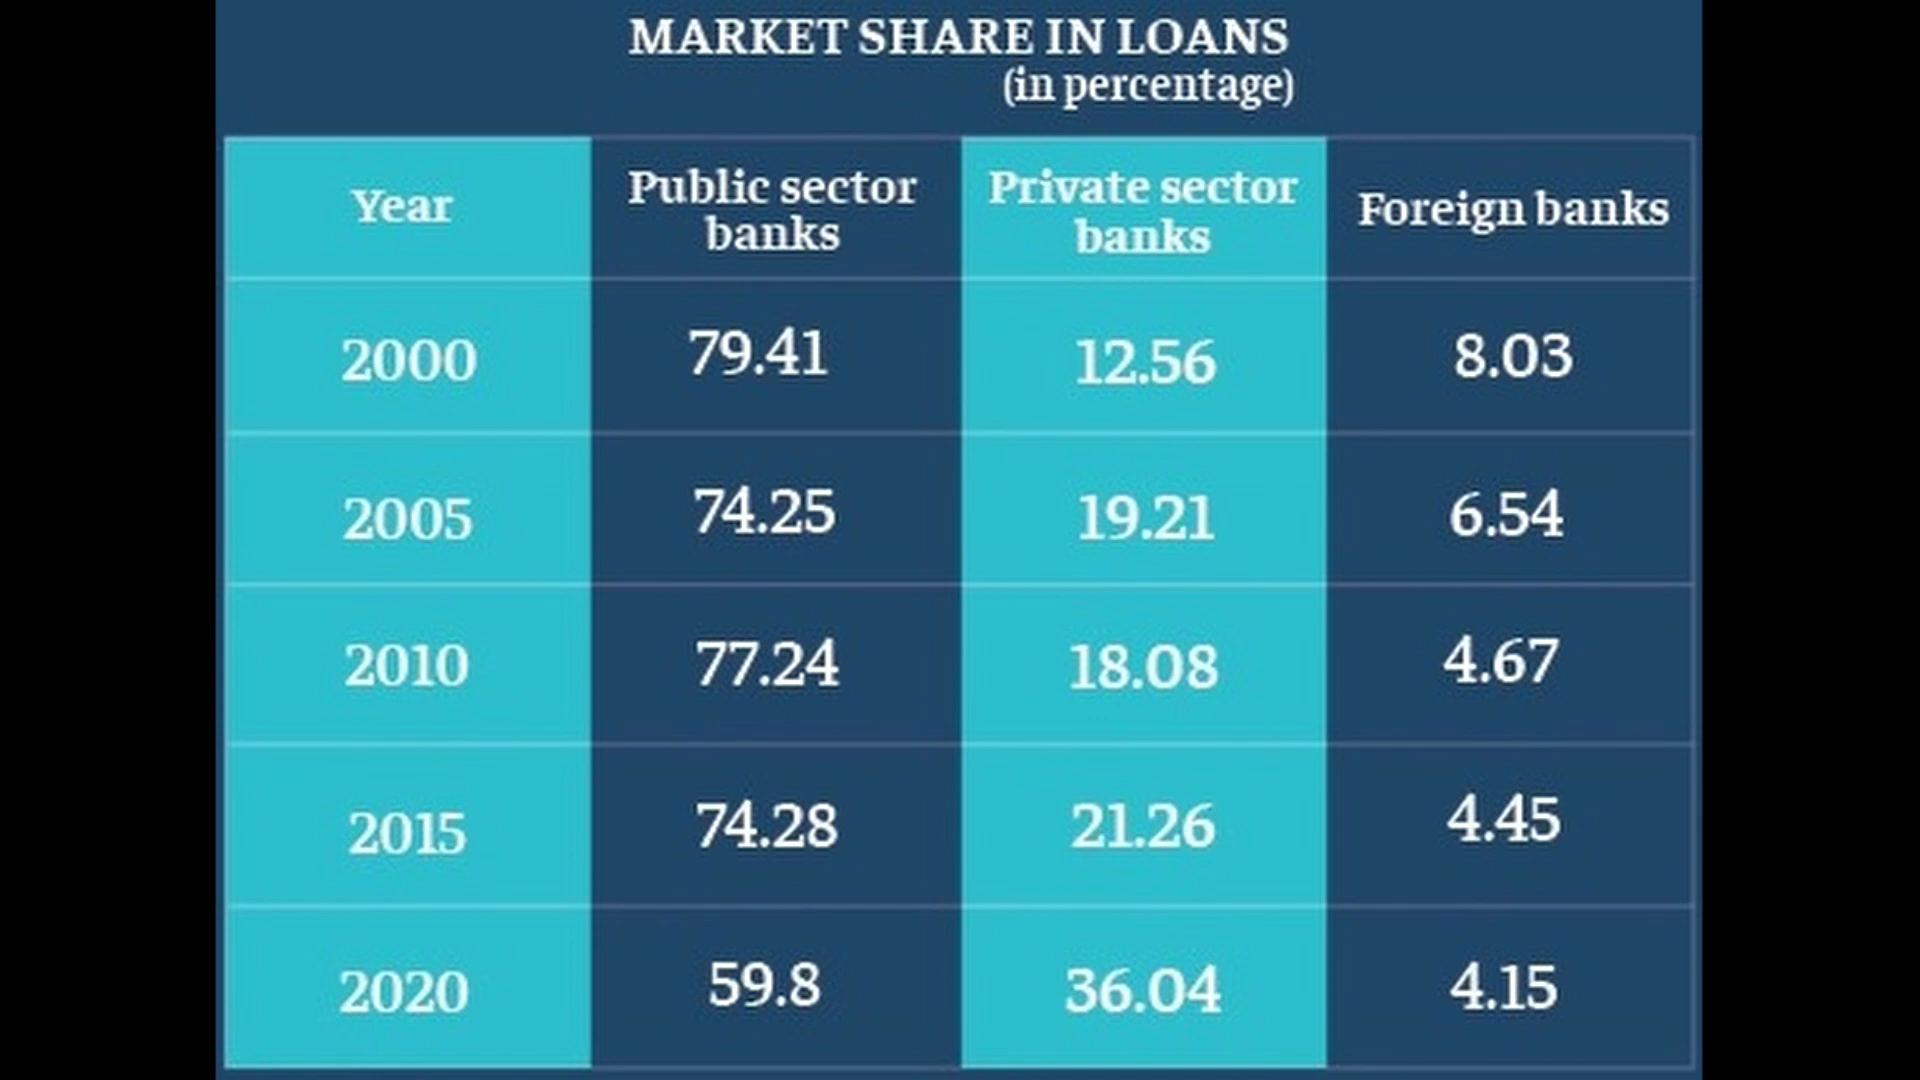 MARKET SHARE IN LOANS
(in percentage)
Year Public sector banks Private sector banks Foreign banks
2000 79.41 12.56 8.03
2005 74.25 19.21 6.54
2010 77.24 18.08 4.67
2015 74.28 21.26 4.45
2020 59.8 36.04 4.15